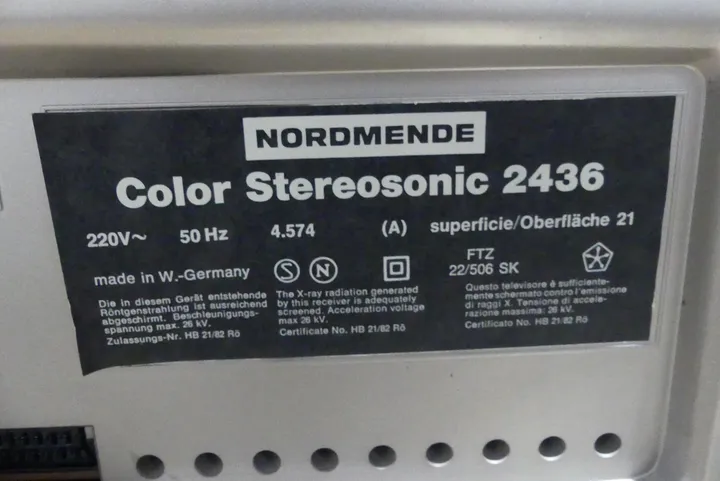 NORDMENDE
Color Stereosonic 2436
220V~ 50 Hz 4.574 (A) superficie/Oberfläche 21
made in W.-Germany S N FTZ
22/506 SK
Die in diesem Gerät entstehende
Röntgenstrahlung ist ausreichend
abgeschirmt. Beschleunigungs-
spannung max. 26 kV.
Zulassungs-Nr. HB 21/82 Rö
The X-ray radiation generated
by this receiver is adequately
screened. Acceleration voltage
max 26 kV.
Certificate No. HB 21/82 Rö
Questo televisore è sufficiente-
mente schermato contro l'emissione
di raggi X. Tensione di accele-
razione massima: 26 kV.
Certificato No. HB 21/82 Rö